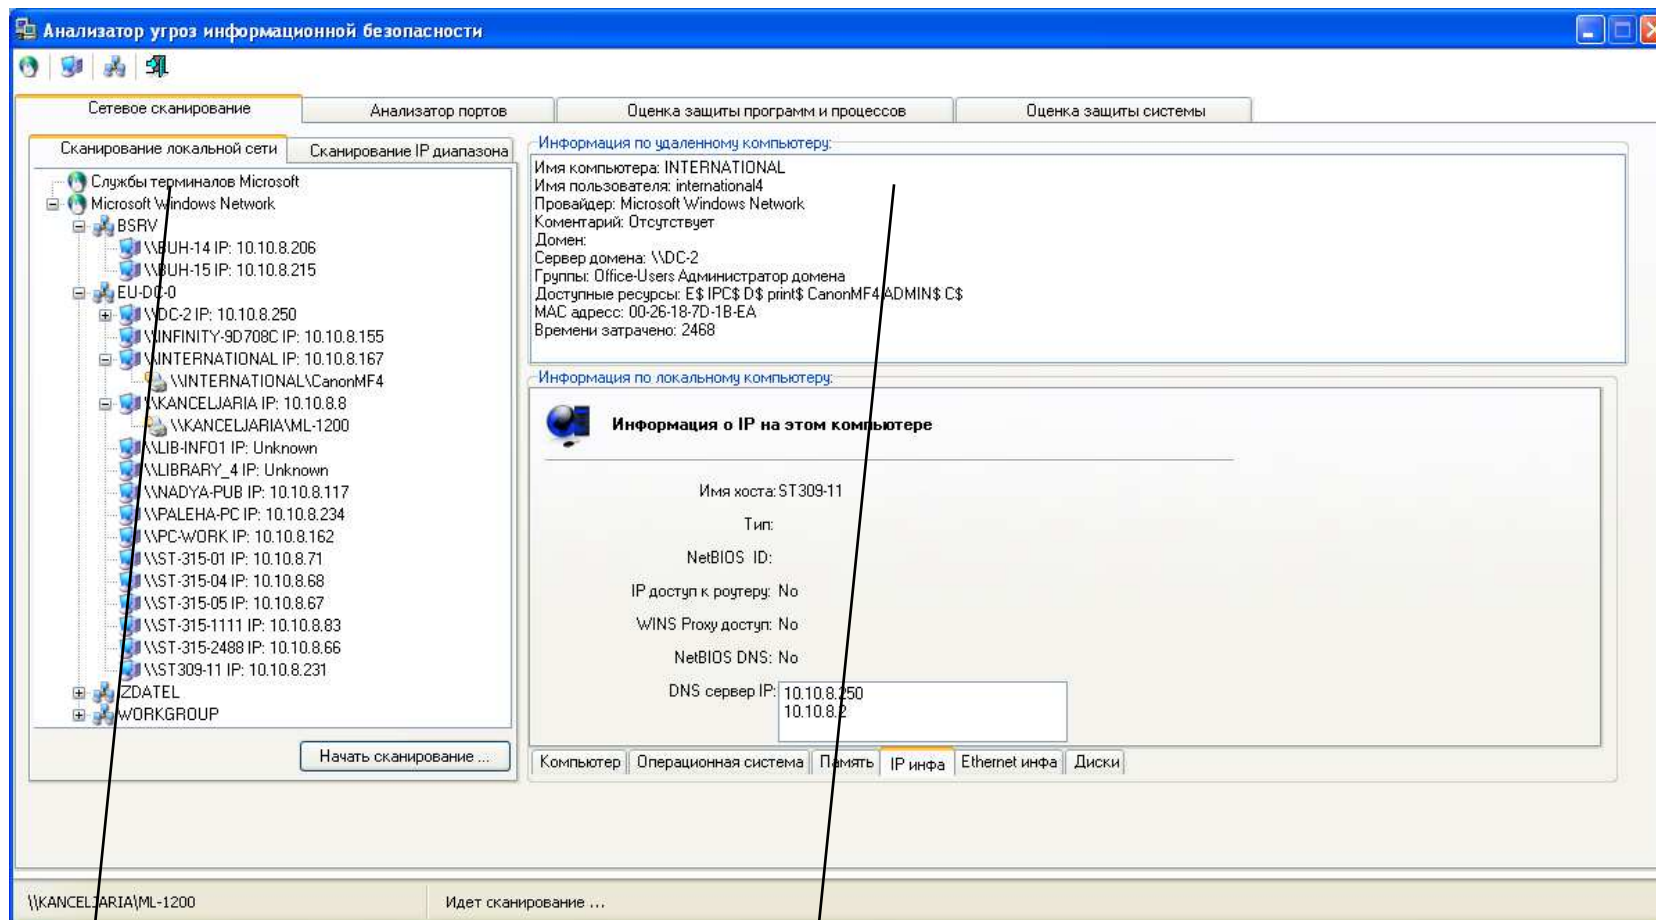 Анализатор угроз информационной безопасности
Сетевое сканирование
Анализатор портов
Оценка защиты программ и процессов
Оценка защиты системы
Сканирование локальной сети
Сканирование IP диапазона
Службы терминалов Microsoft
Microsoft Windows Network
BSRV
\\BUH-14 IP: 10.10.8.206
\\BUH-15 IP: 10.10.8.215
EU-DC-0
\\DC-2 IP: 10.10.8.250
\\INFINITY-9D708C IP: 10.10.8.155
\\INTERNATIONAL IP: 10.10.8.167
\\INTERNATIONAL\CanonMF4
\\KANCELJARIA IP: 10.10.8.8
\\KANCELJARIA\ML-1200
\\LIB-INFO1 IP: Unknown
\\LIBRARY_4 IP: Unknown
\\NADYA-PUB IP: 10.10.8.117
\\PALEHA-PC IP: 10.10.8.234
\\PC-WORK IP: 10.10.8.162
\\ST-315-01 IP: 10.10.8.71
\\ST-315-04 IP: 10.10.8.68
\\ST-315-05 IP: 10.10.8.67
\\ST-315-1111 IP: 10.10.8.83
\\ST-315-2488 IP: 10.10.8.66
\\ST309-11 IP: 10.10.8.231
ZDATEL
WORKGROUP
Начать сканирование ...
Информация по удаленному компьютеру:
Имя компьютера: INTERNATIONAL
Имя пользователя: international4
Провайдер: Microsoft Windows Network
Коментарий: Отсутствует
Домен:
Сервер домена: \\DC-2
Группы: Office-Users Администратор домена
Доступные ресурсы: E$ IPC$ D$ print$ CanonMF4 ADMIN$ C$
MAC адресс: 00-26-18-7D-1B-EA
Времени затрачено: 2468
Информация по локальному компьютеру:
Информация о IP на этом компьютере
Имя хоста: ST309-11
Тип:
NetBIOS ID:
IP доступ к роутеру: No
WINS Proxy доступ: No
NetBIOS DNS: No
DNS сервер IP: 10.10.8.250
10.10.8.2
Компьютер
Операционная система
Память
IP инфа
Ethernet инфа
Диски
\\KANCELJARIA\ML-1200
Идет сканирование ...